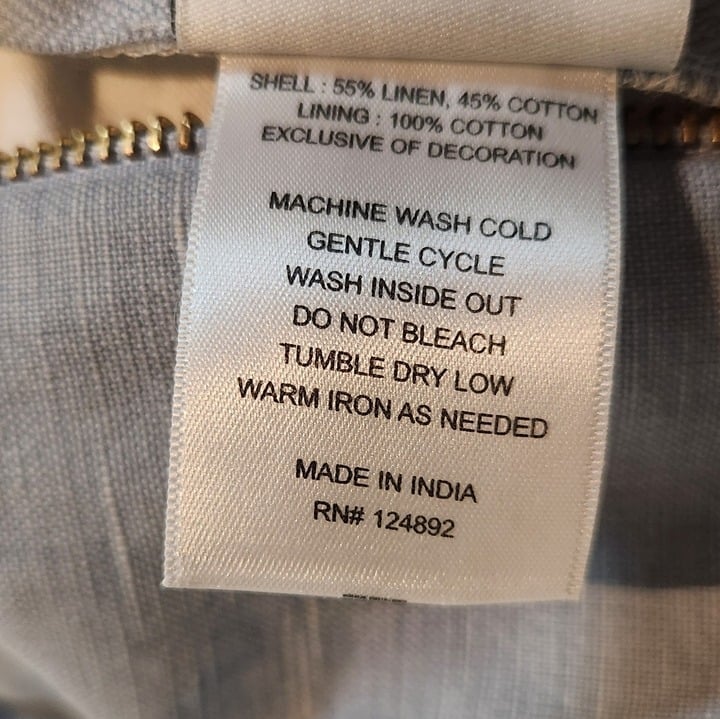 SHELL : 55% LINEN, 45% COTTON
LINING : 100% COTTON
EXCLUSIVE OF DECORATION
MACHINE WASH COLD
GENTLE CYCLE
WASH INSIDE OUT
DO NOT BLEACH
TUMBLE DRY LOW
WARM IRON AS NEEDED
MADE IN INDIA
RN# 124892